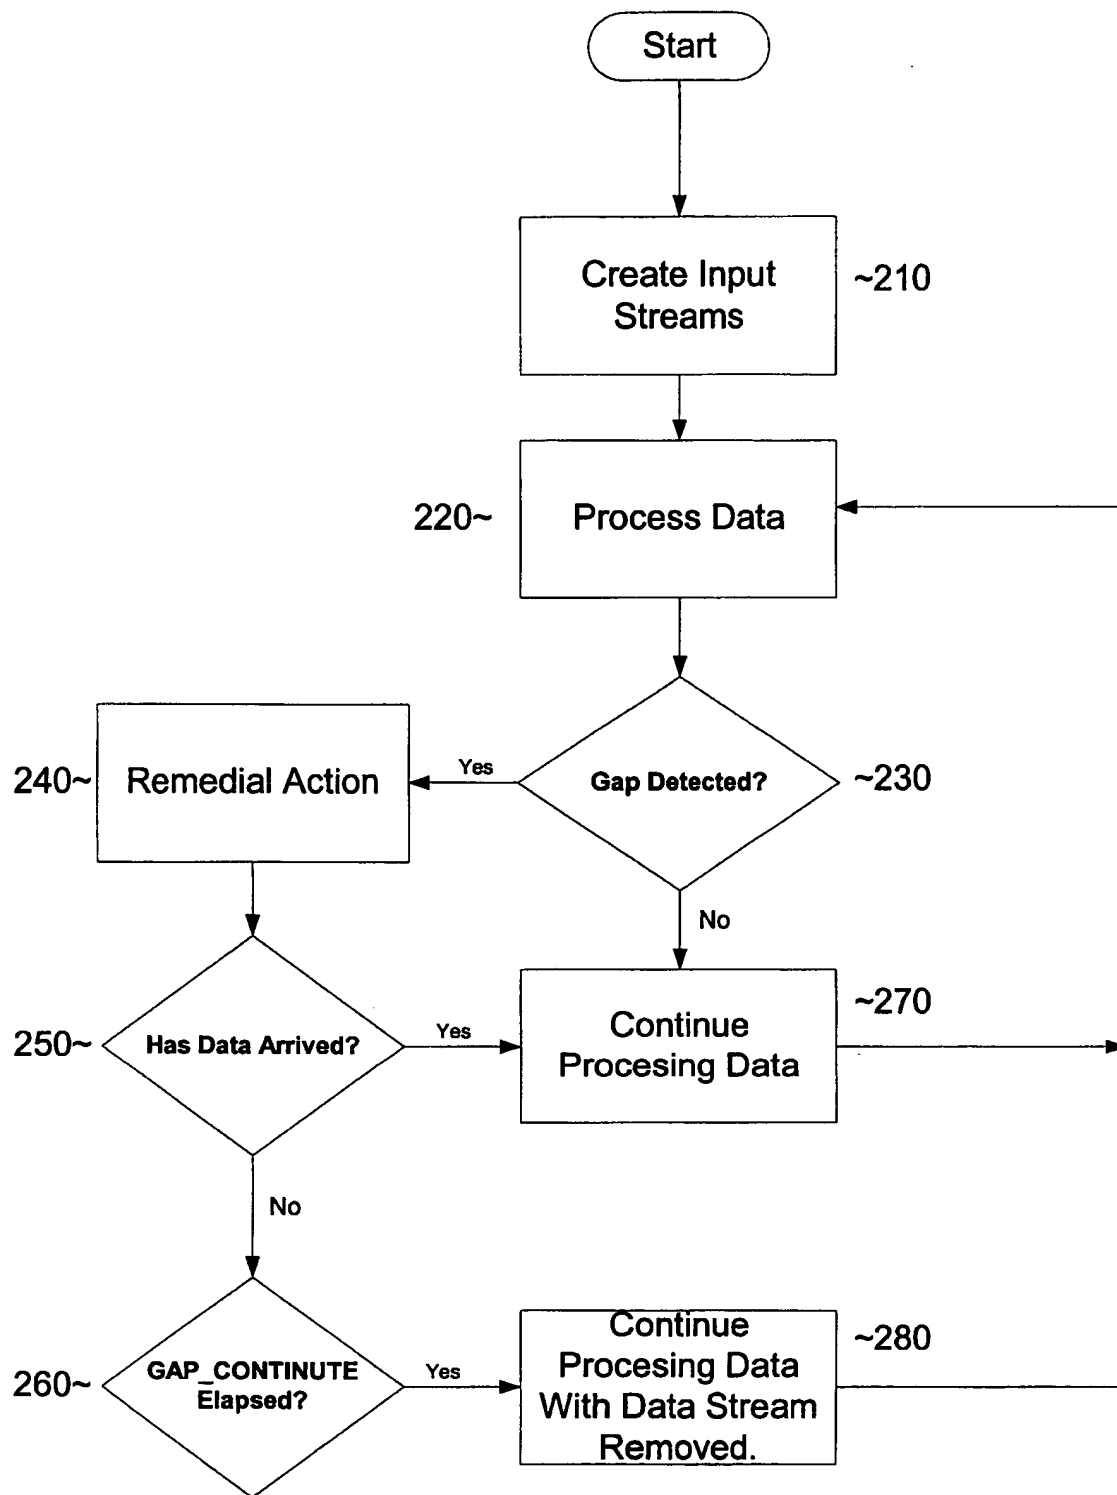 Start
Create Input
Streams
~210
220~
Process Data
240~
Remedial Action
Yes
Gap Detected?
~230
No
250~
Has Data Arrived?
Yes
Continue
Procesing Data
~270
No
260~
GAP_CONTINUTE
Elapsed?
Yes
Continue
Procesing Data
With Data Stream
Removed.
~280